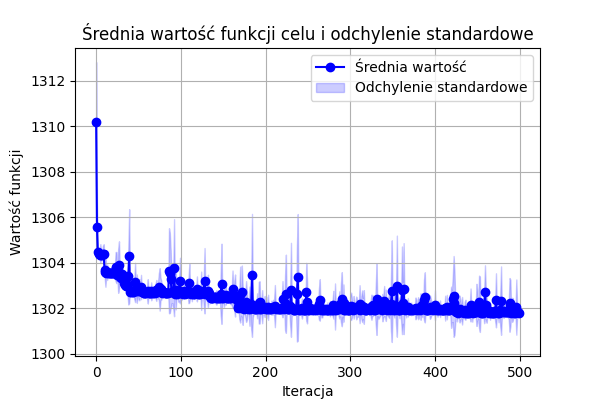 Średnia wartość funkcji celu i odchylenie standardowe
Średnia wartość
Odchylenie standardowe
Wartość funkcji
1312
1310
1308
1306
1304
1302
1300
0 100 200 300 400 500
Iteracja